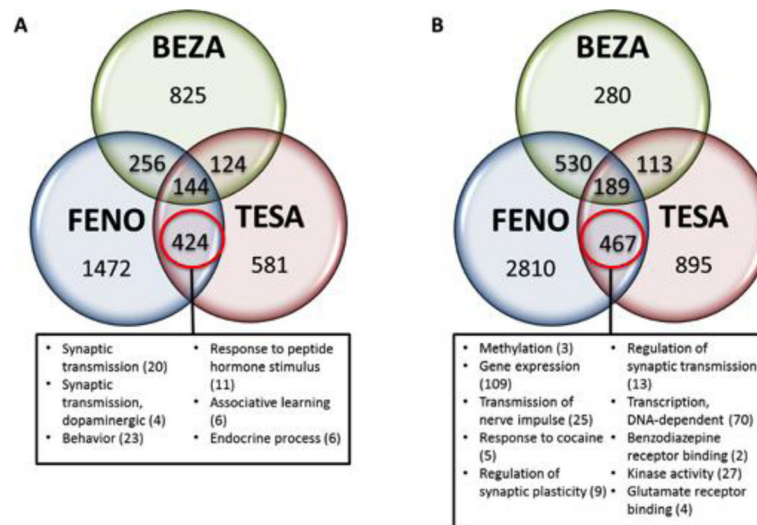 A
BEZA
825
256
124
144
FENO
TESA
424
1472
581
• Synaptic
transmission (20)
• Synaptic
transmission,
dopaminergic (4)
• Behavior (23)
• Response to peptide
hormone stimulus
(11)
• Associative learning
(6)
• Endocrine process (6)
B
BEZA
280
530
113
189
FENO
TESA
467
2810
895
• Methylation (3)
• Gene expression
(109)
• Transmission of
nerve impulse (25)
• Response to cocaine
(5)
• Regulation of
synaptic plasticity (9)
• Regulation of
synaptic transmission
(13)
• Transcription,
DNA-dependent (70)
• Benzodiazepine
receptor binding (2)
• Kinase activity (27)
• Glutamate receptor
binding (4)